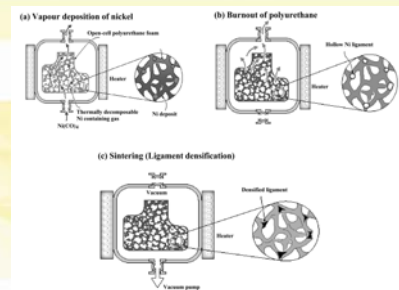 (a) Vapour deposition of nickel
Open-cell polyurethane foam
Heater
Thermally decomposable
Ni containing gas
Ni(CO)4
Ni deposit
(b) Burnout of polyurethane
Hollow Ni ligament
Heater
(c) Sintering (Ligament densification)
Vacuum
Densified ligament
Heater
Vacuum pump